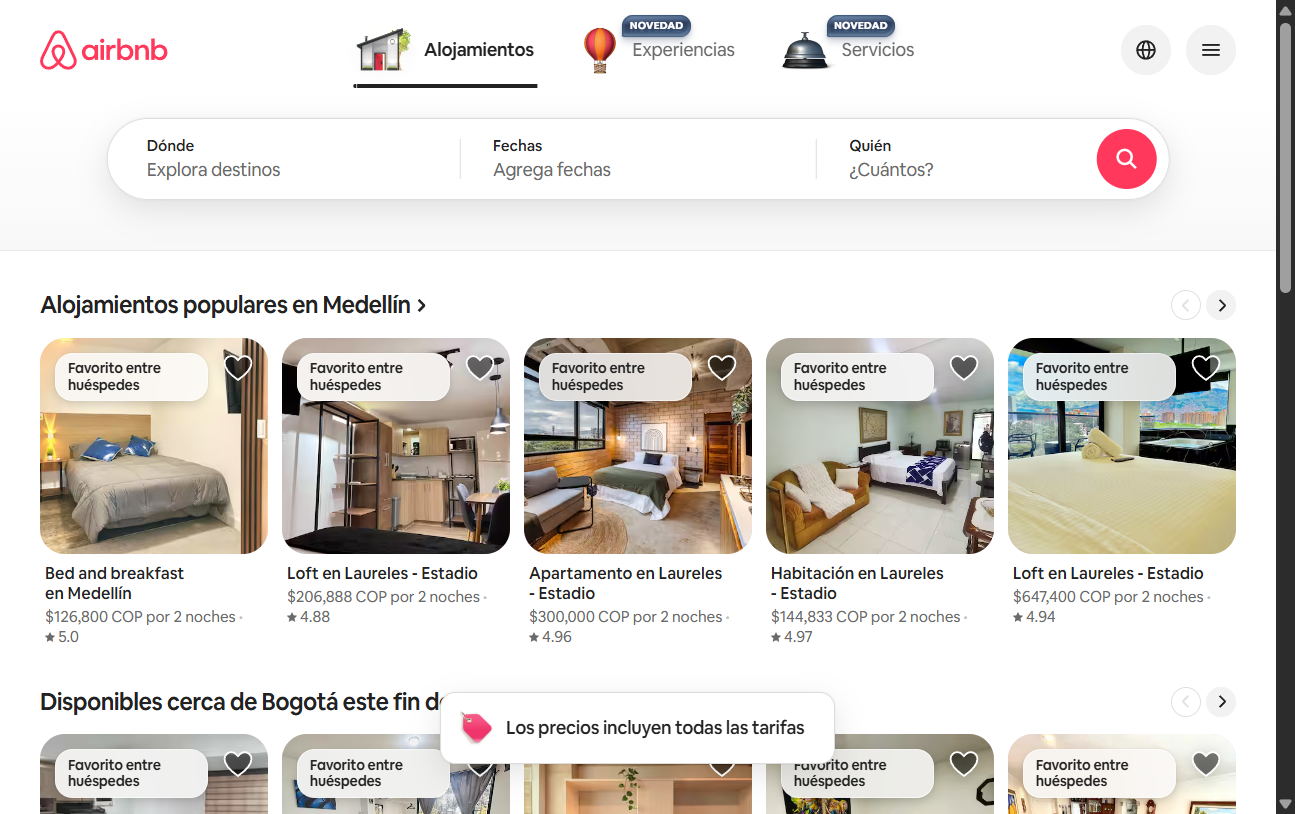 airbnb
Alojamientos
NOVEDAD
Experiencias
NOVEDAD
Servicios
Dónde
Explora destinos
Fechas
Agrega fechas
Quién
¿Cuántos?
Alojamientos populares en Medellín
Favorito entre
huéspedes
Favorito entre
huéspedes
Favorito entre
huéspedes
Favorito entre
huéspedes
Favorito entre
huéspedes
Bed and breakfast
en Medellín
$126,800 COP por 2 noches ·
★ 5.0
Loft en Laureles - Estadio
$206,888 COP por 2 noches ·
★ 4.88
Apartamento en Laureles
- Estadio
$300,000 COP por 2 noches ·
★ 4.96
Habitación en Laureles
- Estadio
$144,833 COP por 2 noches ·
★ 4.97
Loft en Laureles - Estadio
$647,400 COP por 2 noches ·
★ 4.94
Disponibles cerca de Bogotá este fin
Los precios incluyen todas las tarifas
Favorito entre
huéspedes
Favorito entre
huéspedes
Favorito entre
huéspedes
Favorito entre
huéspedes